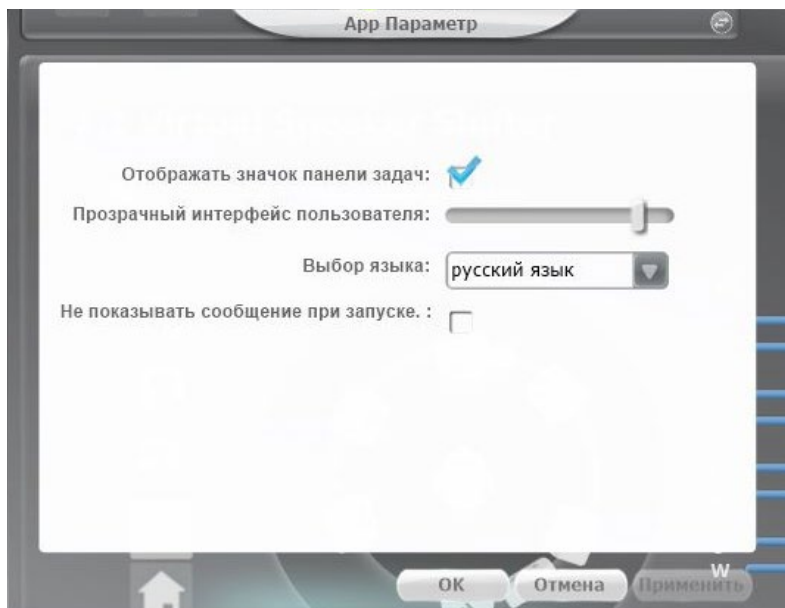 App Параметр
Отображать значок панели задач:
Прозрачный интерфейс пользователя:
Выбор языка: русский язык
Не показывать сообщение при запуске. :
W
OK Отмена Применить